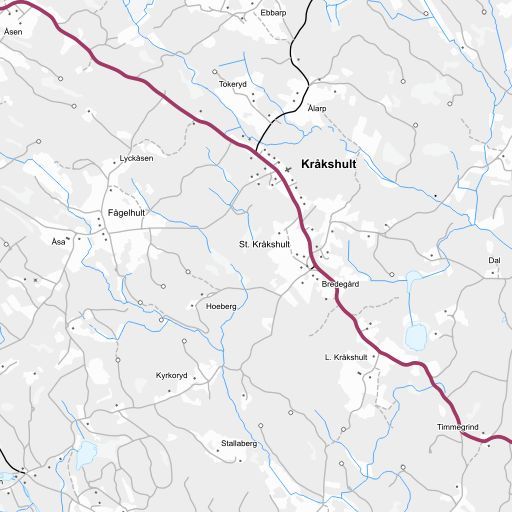 Ebbarp
Åsen
Tokeryd
Ålarp
Lyckåsen
Kråkshult
Fågelhult
Åsa
St. Kråkshult
Dal
Bredegård
Hoeberg
L. Kråkshult
Kyrkoryd
Timmegrind
Stallaberg